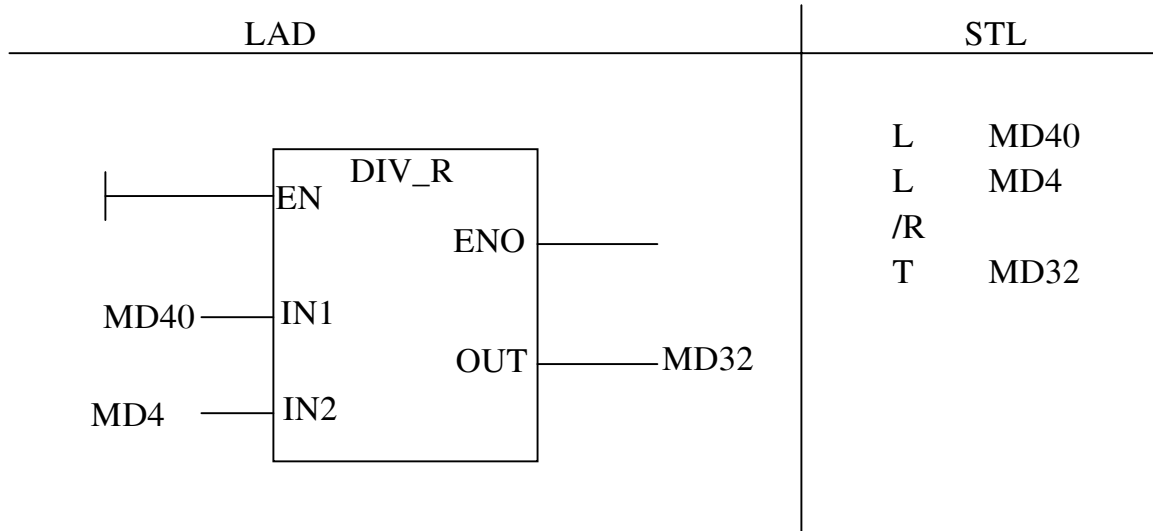 LAD STL
DIV_R
EN
ENO
MD40 IN1
OUT MD32
MD4 IN2
L MD40
L MD4
/R
T MD32